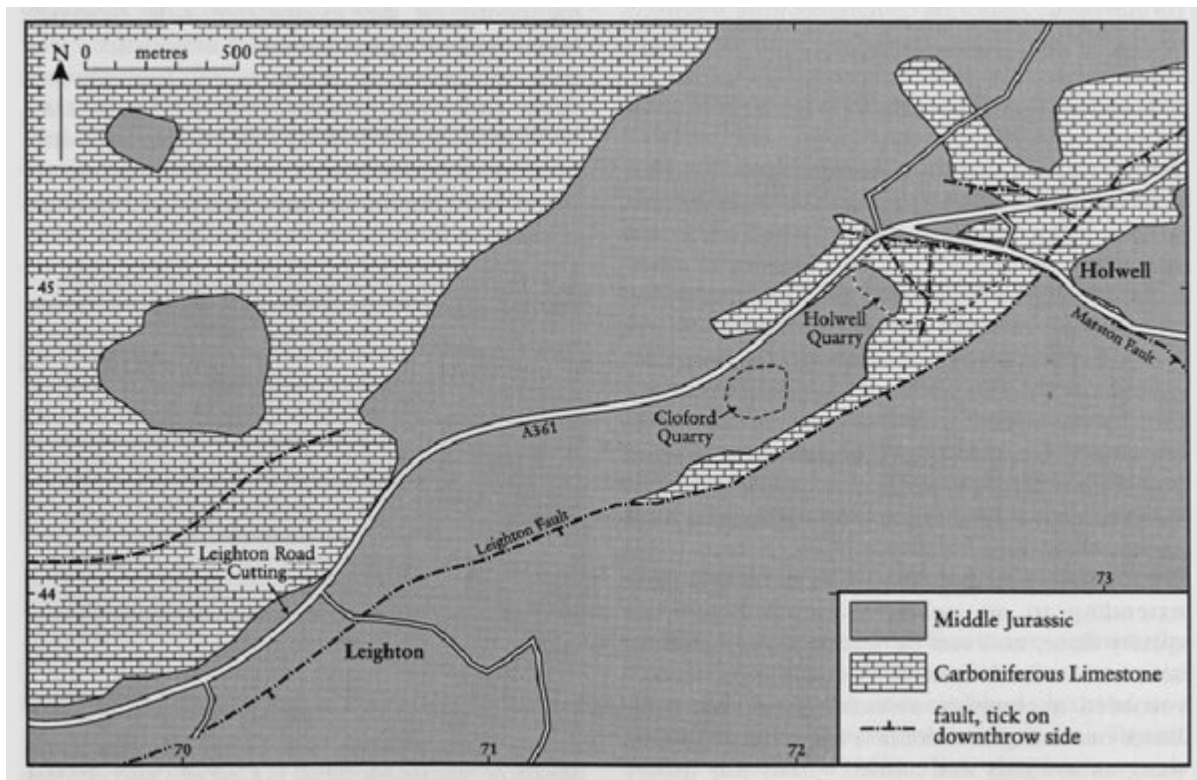 N 0 metres 500
45
Holwell
Marston Fault
Holwell
Quarry
Cloford
Quarry
A361
Leighton Fault
Leighton Road
Cutting
44
73
Leighton
Middle Jurassic
Carboniferous Limestone
fault, tick on
downthrow side
70
71
72